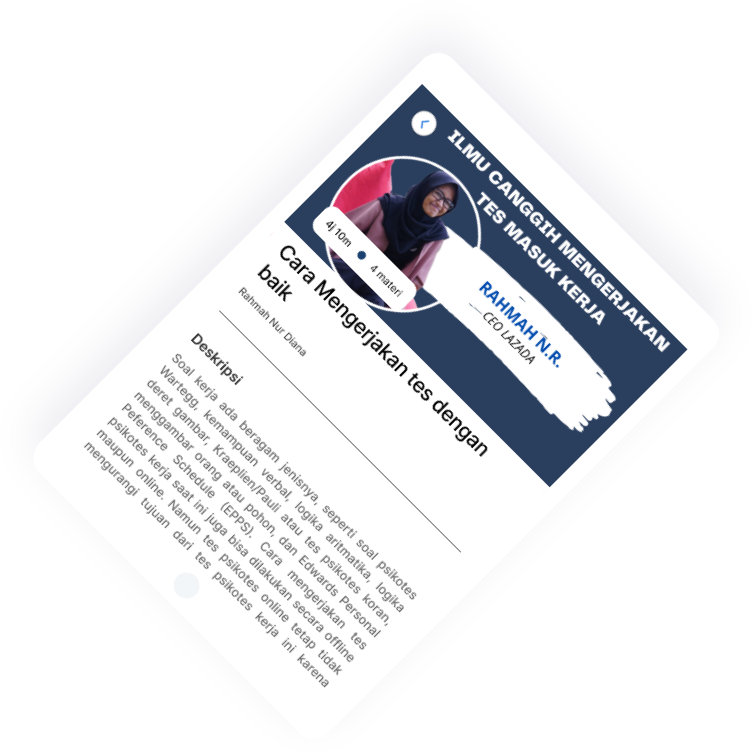 ILMU CANGGIH MENGERJAKAN
TES MASUK KERJA
RAHMAH N.R.
CEO LAZADA
4j 10m
4 materi
Cara Mengerjakan tes dengan
baik
Rahmah Nur Diana
Deskripsi
Soal kerja ada beragam jenisnya, seperti soal psikotes
Wartegg, kemampuan verbal, logika aritmatika, logika
deret gambar, Kraeplien/Pauli atau tes psikotes koran,
menggambar orang atau pohon, dan Edwards Personal
Peference Schedule (EPPS). Cara mengerjakan tes
psikotes kerja saat ini juga bisa dilakukan secara offline
maupun online. Namun tes psikotes online tetap tidak
mengurangi tujuan dari tes psikotes kerja ini karena